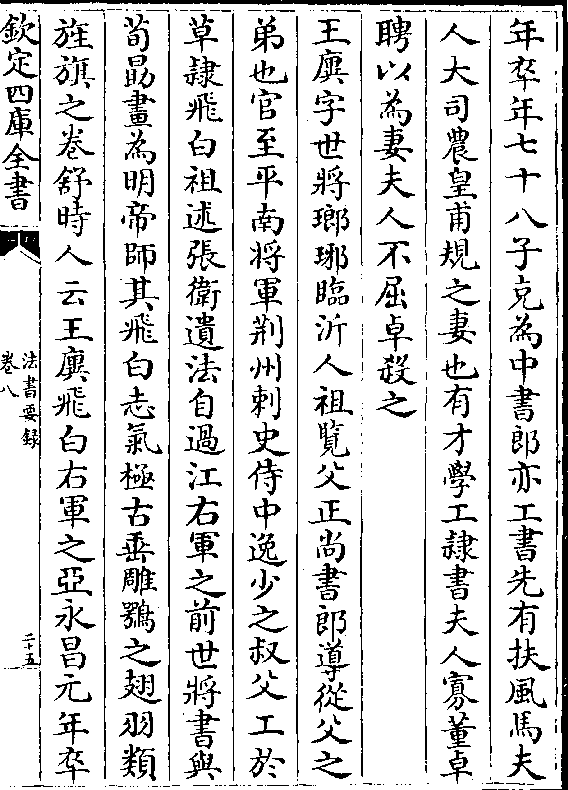 年卒年七十八子克為中書郎亦工書先有扶風馬夫
人大司農皇甫規之妻也有才學工隸書夫人寡董卓
聘以為妻夫人不屈卓殺之
王廙字世將瑯琊臨沂人祖覽父正尚書郎導從父之
弟也官至平南將軍荆州刺史侍中逸少之叔父工於
草隸飛白祖述張衛遺法自過江右軍之前世將書與
荀勗畫為明帝師其飛白志氣極古垂雕鶚之翅羽類
旌旗之卷舒時人云王廙飛白右軍之亞永昌元年卒
欽定四庫全書
法書要録
卷八
二十五